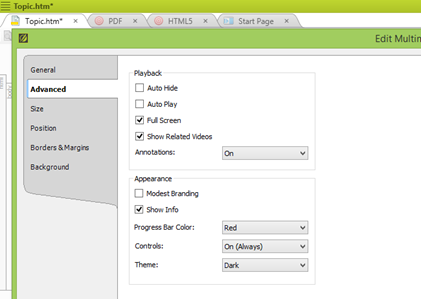 Topic.htm*
Topic.htm* PDF HTML5 Start Page
Edit Multim
General
Advanced
Size
Position
Borders & Margins
Background
Playback
Auto Hide
Auto Play
Full Screen
Show Related Videos
Annotations: On
Appearance
Modest Branding
Show Info
Progress Bar Color: Red
Controls: On (Always)
Theme: Dark